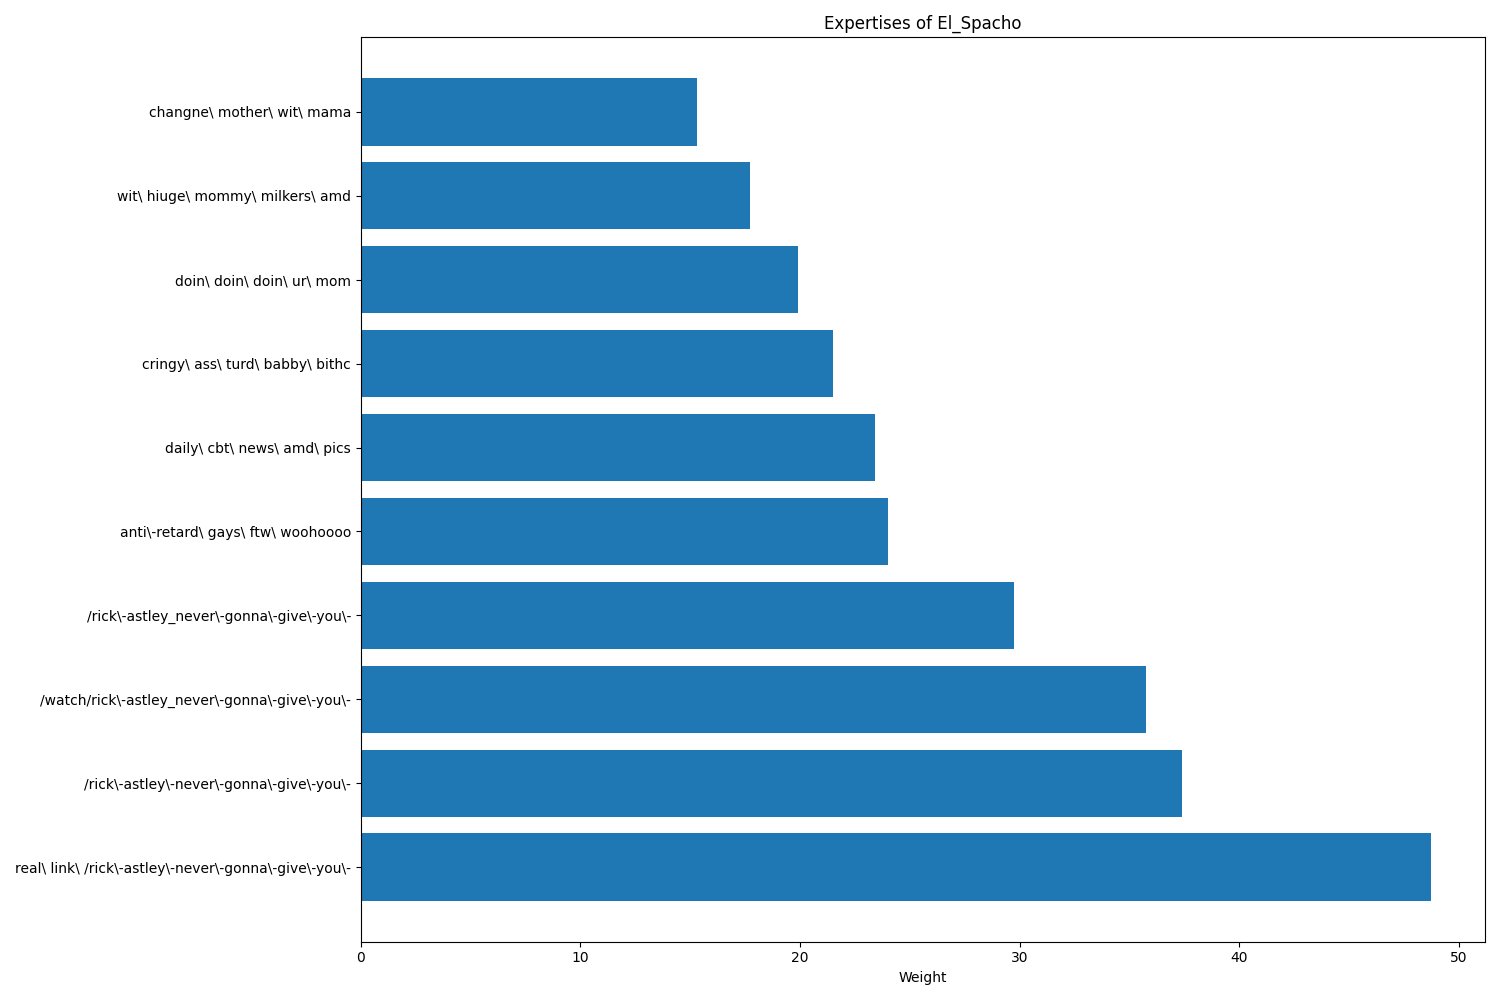 Expertises of El_Spacho
changne\ mother\ wit\ mama
wit\ hiuge\ mommy\ milkers\ amd
doin\ doin\ doin\ ur\ mom
cringy\ ass\ turd\ babby\ bithc
daily\ cbt\ news\ amd\ pics
anti\-retard\ gays\ ftw\ woohoooo
/rick\-astley_never\-gonna\-give\-you\-
/watch/rick\-astley_never\-gonna\-give\-you\-
/rick\-astley\-never\-gonna\-give\-you\-
real\ link\ /rick\-astley\-never\-gonna\-give\-you\-
0 10 20 30 40 50
Weight